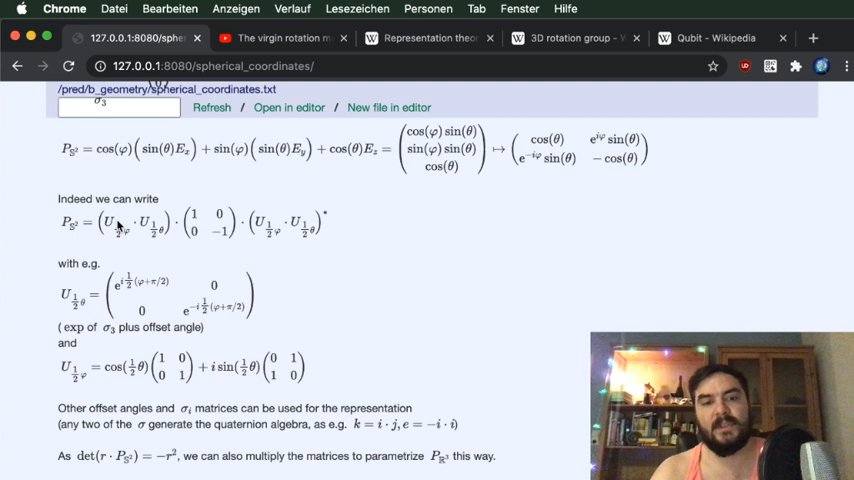 Chrome Datei Bearbeiten Anzeigen Verlauf Lesezeichen Personen Tab Fenster Hilfe
127.0.0.1:8080/spher × The virgin rotation m × Representation theor × 3D rotation group - W × Qubit - Wikipedia ×
127.0.0.1:8080/spherical_coordinates/
/pred/b_geometry/spherical_coordinates.txt
σ₃ Refresh / Open in editor / New file in editor
P_{𝕊²} = cos(φ)(sin(θ)E_x) + sin(φ)(sin(θ)E_y) + cos(θ)E_z = (cos(φ) sin(θ) ; sin(φ) sin(θ) ; cos(θ)) ↦ (cos(θ) e^{iφ} sin(θ) ; e^{-iφ} sin(θ) − cos(θ))
Indeed we can write
P_{𝕊²} = (U_{½φ} · U_{½θ}) · (1 0 ; 0 −1) · (U_{½φ} · U_{½θ})^*
with e.g.
U_{½θ} = (e^{i½(φ+π/2)} 0 ; 0 e^{-i½(φ+π/2)})
( exp of σ₃ plus offset angle)
and
U_{½φ} = cos(½θ)(1 0 ; 0 1) + i sin(½θ)(0 1 ; 1 0)
Other offset angles and σ_i matrices can be used for the representation
(any two of the σ generate the quaternion algebra, as e.g. k = i · j, e = −i · i)
As det(r · P_{𝕊²}) = −r², we can also multiply the matrices to parametrize P_{ℝ³} this way.